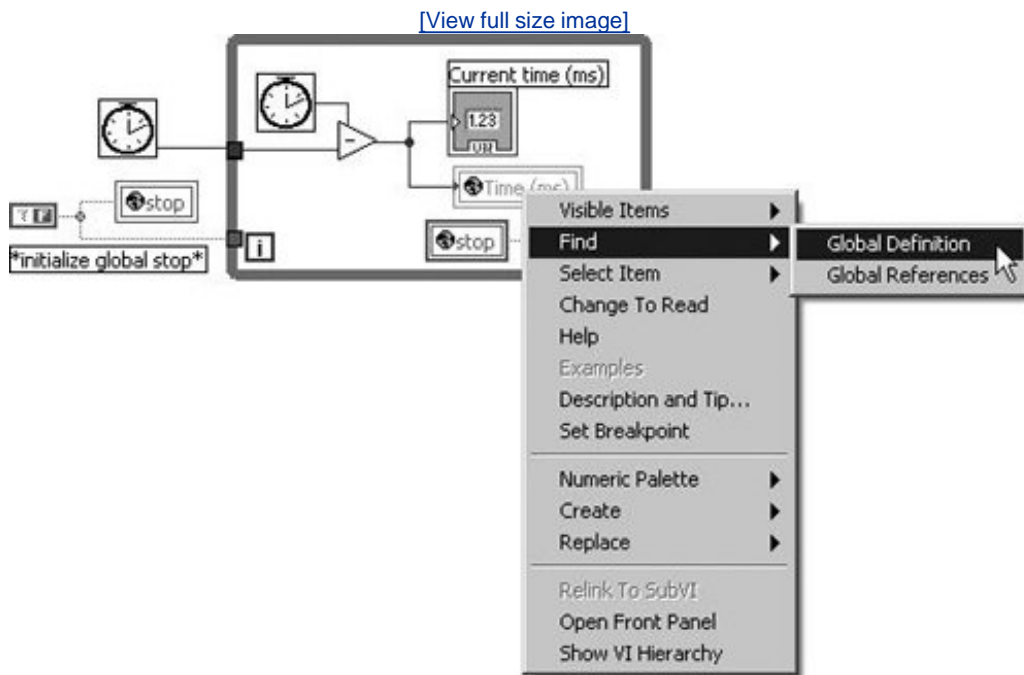 [View full size image]
Current time (ms)
1.23
U32
Time (ms)
stop
stop
i
*initialize global stop*
Visible Items
Find
Select Item
Change To Read
Help
Examples
Description and Tip...
Set Breakpoint
Numeric Palette
Create
Replace
Relink To SubVI
Open Front Panel
Show VI Hierarchy
Global Definition
Global References